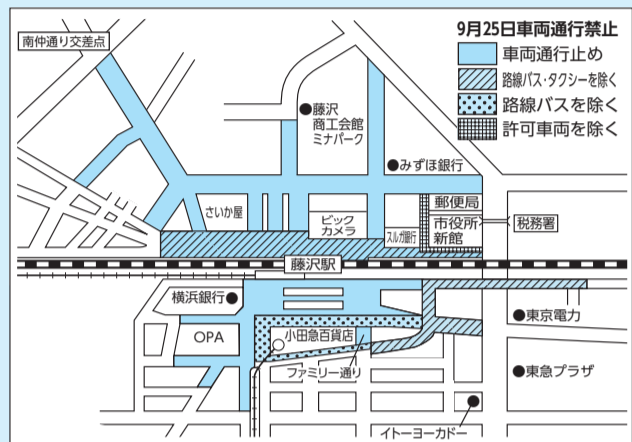 9月25日車両通行禁止
車両通行止め
路線バス・タクシーを除く
路線バスを除く
許可車両を除く
南仲通り交差点
藤沢
商工会館
ミナパーク
みずほ銀行
さいか屋
ビック
カメラ
スルガ銀行
郵便局
市役所
新館
税務署
藤沢駅
横浜銀行
小田急百貨店
東京電力
OPA
ファミリー通り
東急プラザ
イトーヨーカドー